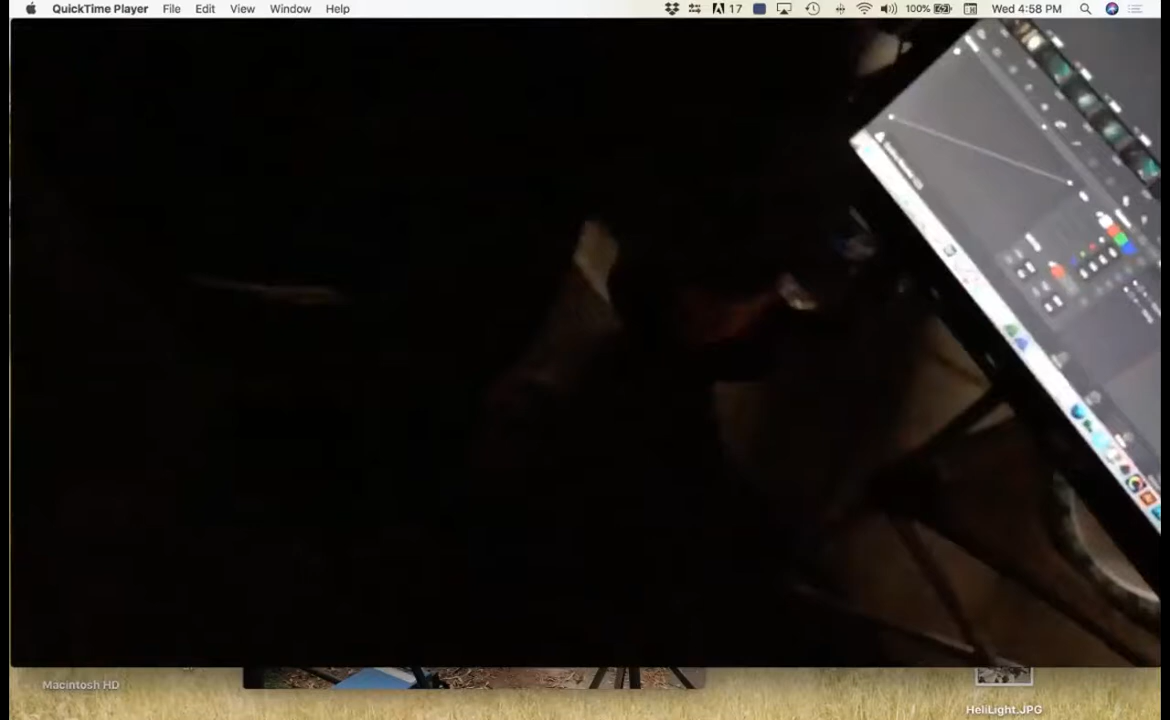 QuickTime Player File Edit View Window Help 17 100% Wed 4:58 PM
Macintosh HD
HeliLight.JPG